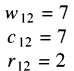 w₁₂ = 7
c₁₂ = 7
r₁₂ = 2